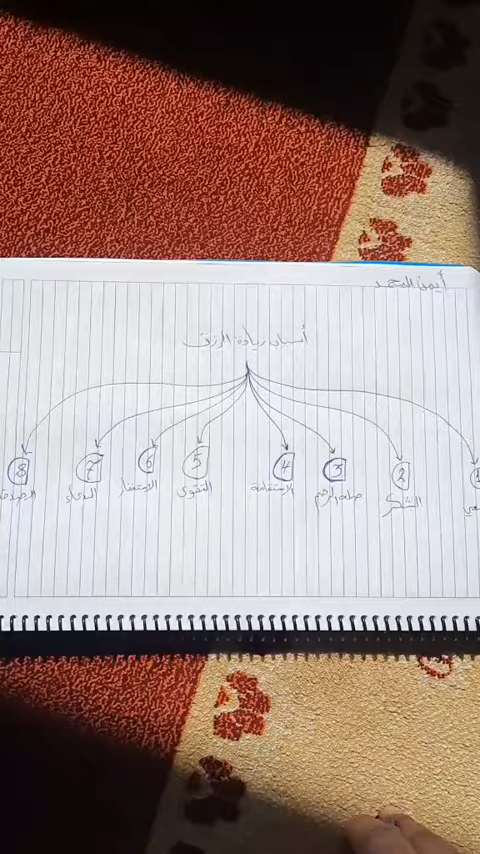 أيمن المحمد
أسباب زيادة الرزق
1
2 الشكر
3 صلة الرحم
4 الاستقامة
5 التقوى
6 الاستغفار
7 الدعاء
8